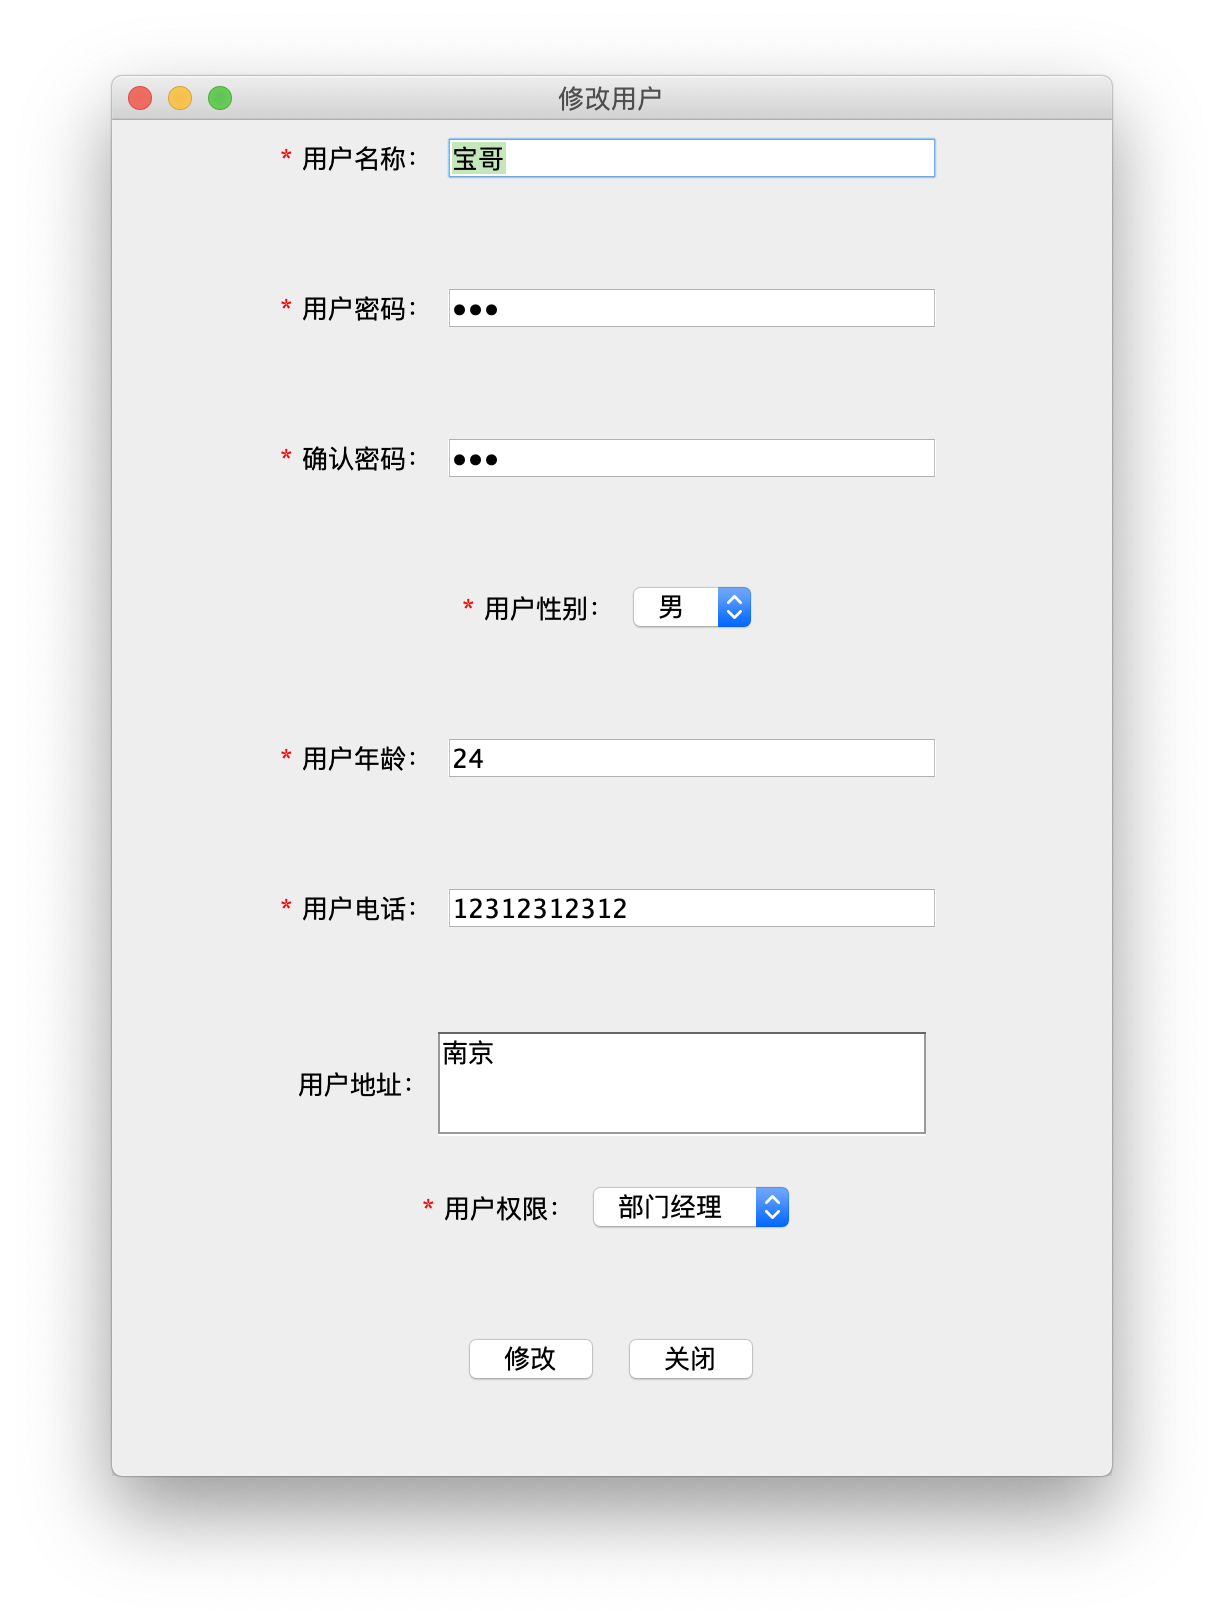 修改用户
* 用户名称： 宝哥
* 用户密码： ●●●
* 确认密码： ●●●
* 用户性别： 男
* 用户年龄： 24
* 用户电话： 12312312312
用户地址： 南京
* 用户权限： 部门经理
修改 关闭